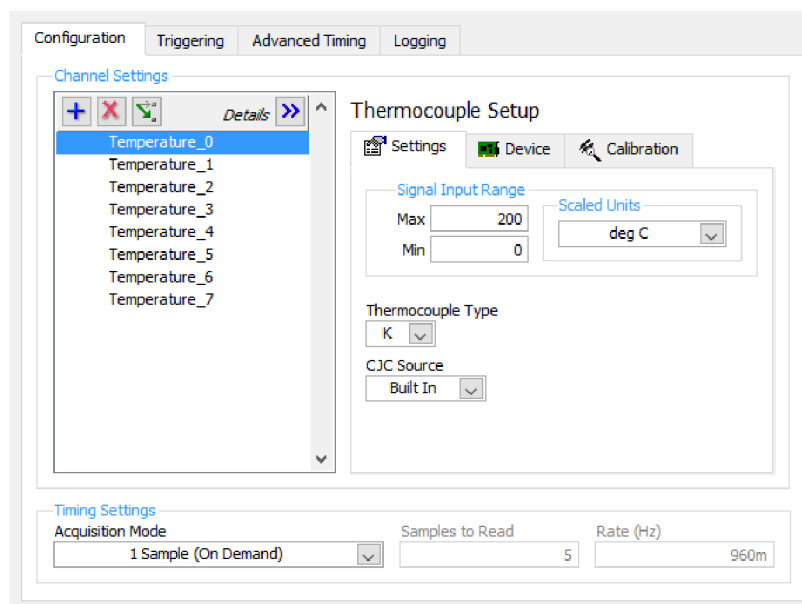 Configuration Triggering Advanced Timing Logging
Channel Settings
Details
Temperature_0
Temperature_1
Temperature_2
Temperature_3
Temperature_4
Temperature_5
Temperature_6
Temperature_7
Thermocouple Setup
Settings Device Calibration
Signal Input Range
Max 200
Min 0
Scaled Units
deg C
Thermocouple Type
K
CJC Source
Built In
Timing Settings
Acquisition Mode Samples to Read Rate (Hz)
1 Sample (On Demand) 5 960m